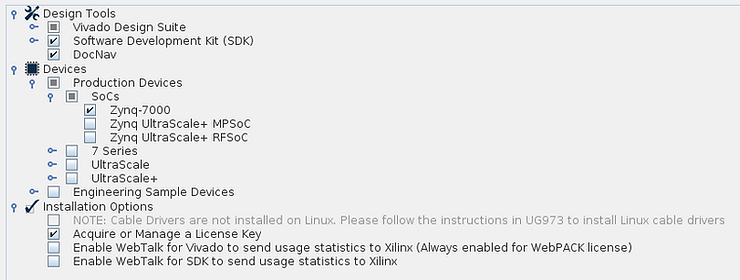 Design Tools
Vivado Design Suite
Software Development Kit (SDK)
DocNav
Devices
Production Devices
SoCs
Zynq-7000
Zynq UltraScale+ MPSoC
Zynq UltraScale+ RFSoC
7 Series
UltraScale
UltraScale+
Engineering Sample Devices
Installation Options
NOTE: Cable Drivers are not installed on Linux. Please follow the instructions in UG973 to install Linux cable drivers
Acquire or Manage a License Key
Enable WebTalk for Vivado to send usage statistics to Xilinx (Always enabled for WebPACK license)
Enable WebTalk for SDK to send usage statistics to Xilinx